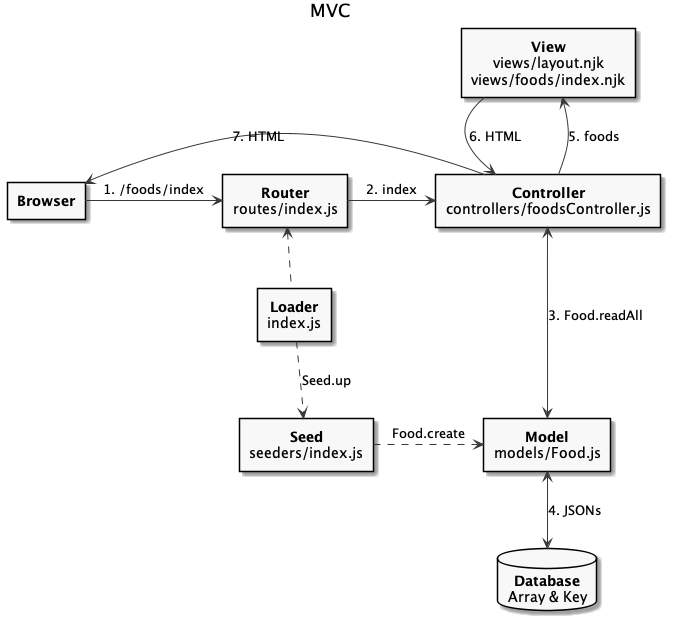 MVC
View
views/layout.njk
views/foods/index.njk
7. HTML
6. HTML
5. foods
Browser
1. /foods/index
Router
routes/index.js
2. index
Controller
controllers/foodsController.js
Loader
index.js
3. Food.readAll
Seed.up
Seed
seeders/index.js
Food.create
Model
models/Food.js
4. JSONs
Database
Array & Key